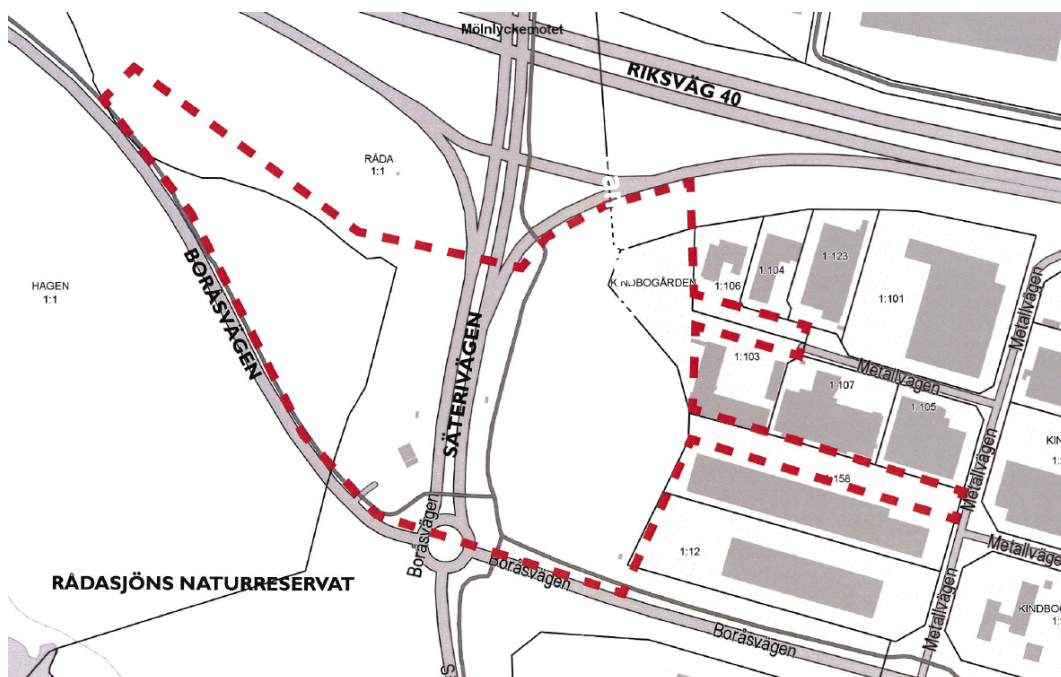 Mölnlyckemotet
RIKSVÄG 40
RÅDA
1:1
HAGEN
1:1
BORÅSVÄGEN
SÄTERIVÄGEN
1:106
1:104
1:123
1:101
1:103
1:107
1:105
Metallvägen
Metallvägen
Metallvägen
Metallvägen
Metallvägen
158
1:12
Boråsvägen
Boråsvägen
Boråsvägen
RÅDASJÖNS NATURRESERVAT